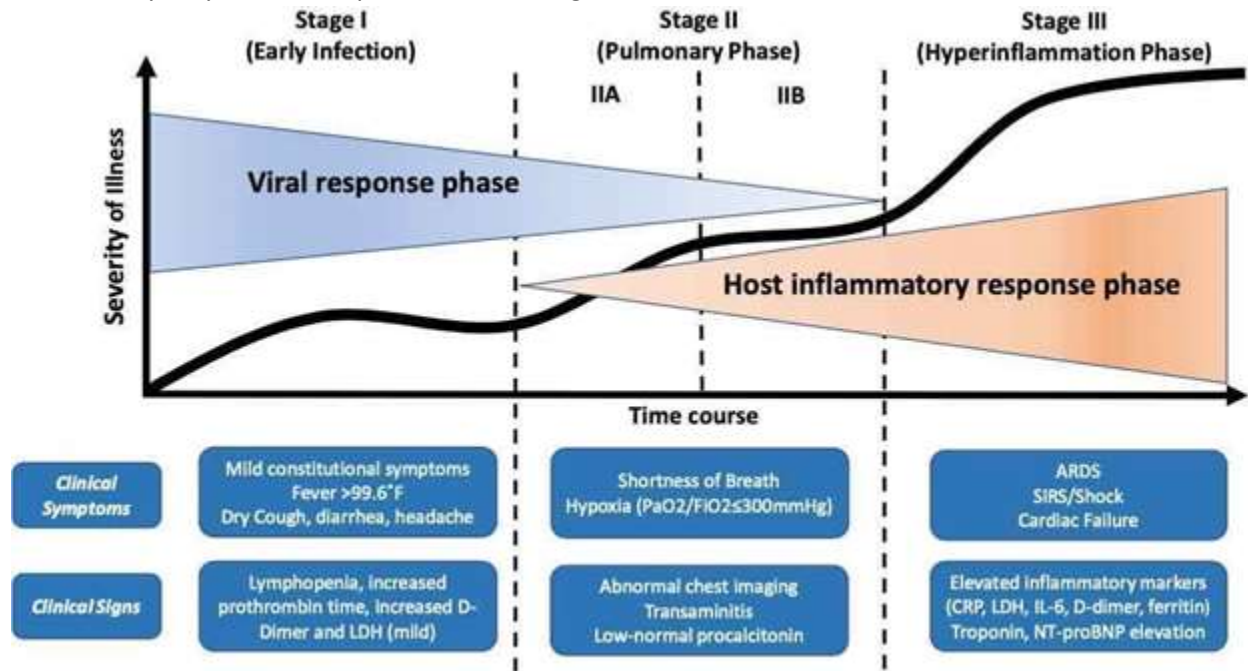 Stage I
(Early Infection)
Stage II
(Pulmonary Phase)
Stage III
(Hyperinflammation Phase)
IIA
IIB
Severity of Illness
Viral response phase
Host inflammatory response phase
Time course
Clinical
Symptoms
Mild constitutional symptoms
Fever >99.6°F
Dry Cough, diarrhea, headache
Shortness of Breath
Hypoxia (PaO2/FiO2≤300mmHg)
ARDS
SIRS/Shock
Cardiac Failure
Clinical Signs
Lymphopenia, increased
prothrombin time, increased D-
Dimer and LDH (mild)
Abnormal chest imaging
Transaminitis
Low-normal procalcitonin
Elevated inflammatory markers
(CRP, LDH, IL-6, D-dimer, ferritin)
Troponin, NT-proBNP elevation